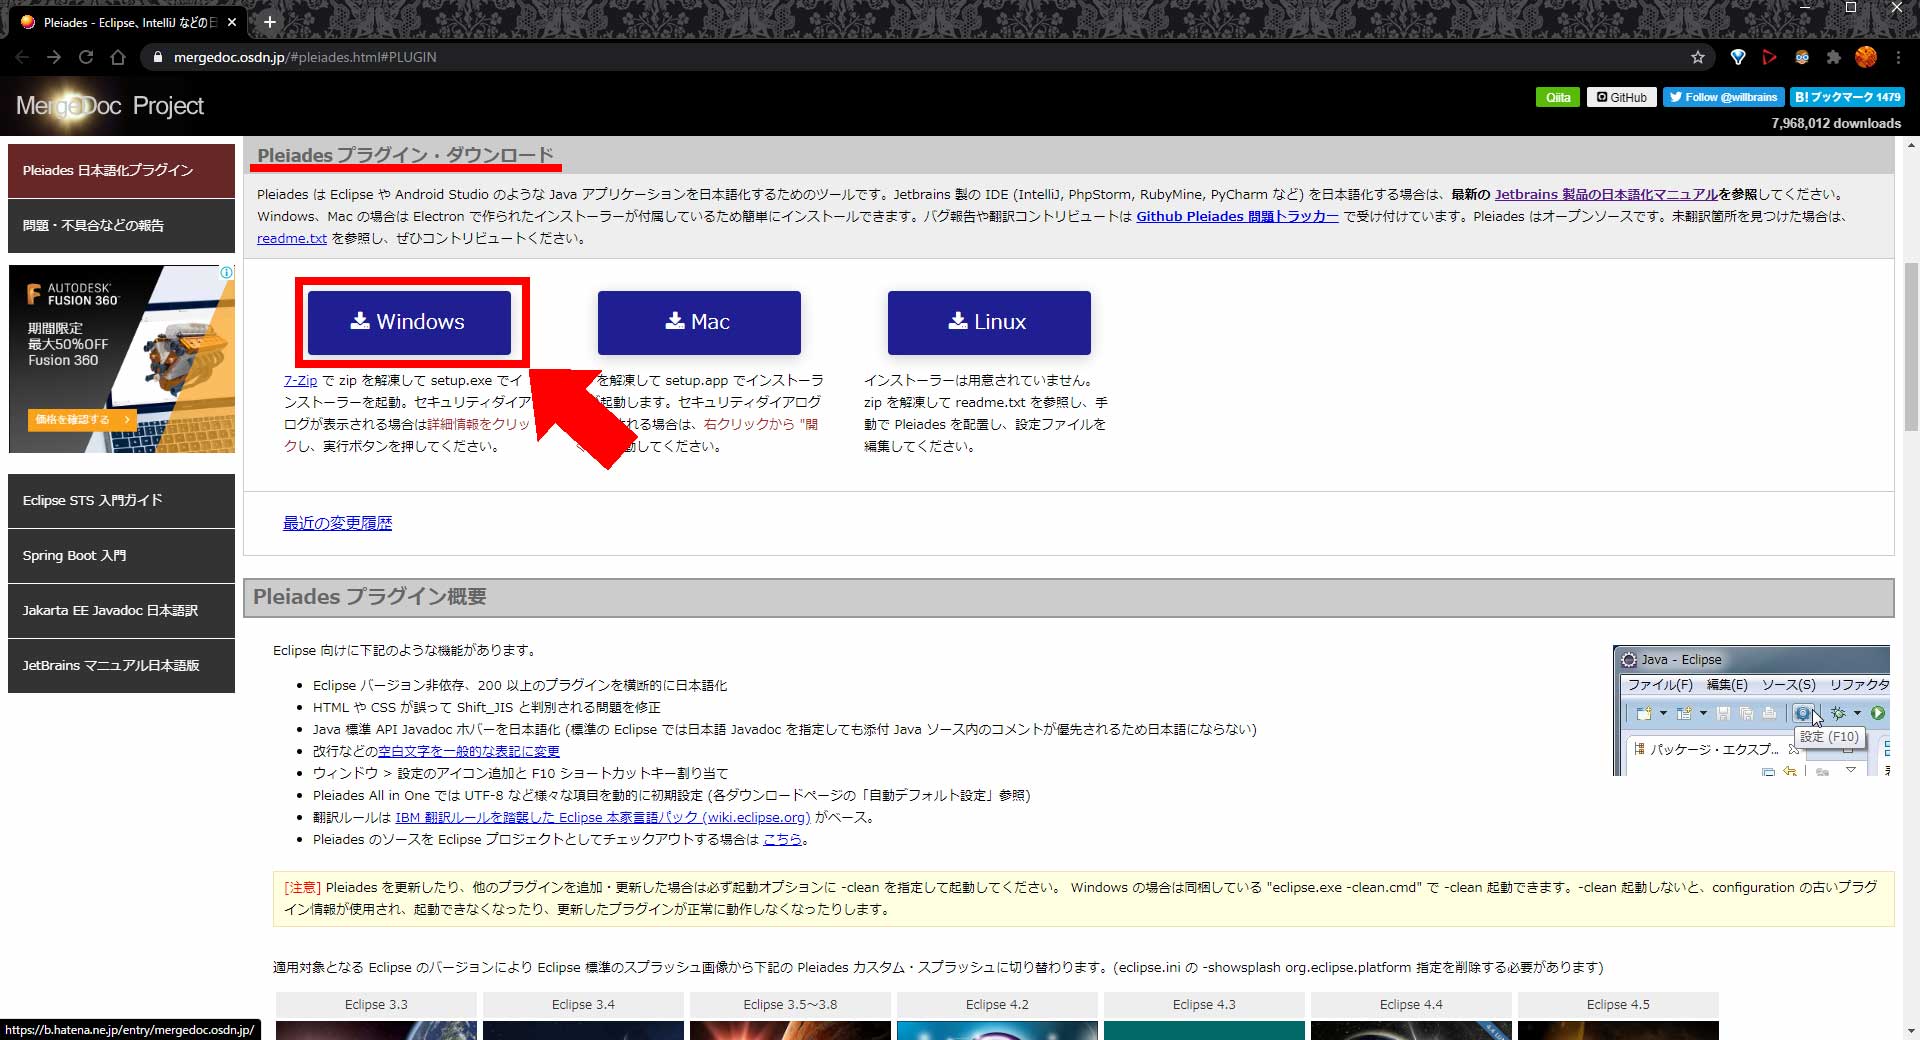 Pleiades - Eclipse、IntelliJ などの日
mergedoc.osdn.jp/#pleiades.html#PLUGIN
MergeDoc Project
Qiita
GitHub
Follow @willbrains
B! ブックマーク 1479
7,968,012 downloads
Pleiades 日本語化プラグイン
問題・不具合などの報告
AUTODESK
FUSION 360
期間限定
最大50%OFF
Fusion 360
価格を確認する
Eclipse STS 入門ガイド
Spring Boot 入門
Jakarta EE Javadoc 日本語訳
JetBrains マニュアル日本語版
Pleiades プラグイン・ダウンロード
Pleiades は Eclipse や Android Studio のような Java アプリケーションを日本語化するためのツールです。Jetbrains 製の IDE (IntelliJ, PhpStorm, RubyMine, PyCharm など) を日本語化する場合は、最新の Jetbrains 製品の日本語化マニュアルを参照してください。
Windows、Mac の場合は Electron で作られたインストーラーが付属しているため簡単にインストールできます。バグ報告や翻訳コントリビュートは Github Pleiades 問題トラッカー で受け付けています。Pleiades はオープンソースです。未翻訳箇所を見つけた場合は、
readme.txt を参照し、ぜひコントリビュートください。
Windows
7-Zip で zip を解凍して setup.exe でイ
ンストーラーを起動。セキュリティダイア
ログが表示される場合は詳細情報をクリッ
クし、実行ボタンを押してください。
Mac
を解凍して setup.app でインストーラ
起動します。セキュリティダイアログ
れる場合は、右クリックから "開
動してください。
Linux
インストーラーは用意されていません。
zip を解凍して readme.txt を参照し、手
動で Pleiades を配置し、設定ファイルを
編集してください。
最近の変更履歴
Pleiades プラグイン概要
Eclipse 向けに下記のような機能があります。
• Eclipse バージョン非依存、200 以上のプラグインを横断的に日本語化
• HTML や CSS が誤って Shift_JIS と判別される問題を修正
• Java 標準 API Javadoc ホバーを日本語化 (標準の Eclipse では日本語 Javadoc を指定しても添付 Java ソース内のコメントが優先されるため日本語にならない)
• 改行などの空白文字を一般的な表記に変更
• ウィンドウ > 設定のアイコン追加と F10 ショートカットキー割り当て
• Pleiades All in One では UTF-8 など様々な項目を動的に初期設定 (各ダウンロードページの「自動デフォルト設定」参照)
• 翻訳ルールは IBM 翻訳ルールを踏襲した Eclipse 本家言語パック (wiki.eclipse.org) がベース。
• Pleiades のソースを Eclipse プロジェクトとしてチェックアウトする場合は こちら。
Java - Eclipse
ファイル(F) 編集(E) ソース(S) リファクタ
設定 (F10)
パッケージ・エクスプ...
[注意] Pleiades を更新したり、他のプラグインを追加・更新した場合は必ず起動オプションに -clean を指定して起動してください。 Windows の場合は同梱している "eclipse.exe -clean.cmd" で -clean 起動できます。-clean 起動しないと、configuration の古いプラグ
イン情報が使用され、起動できなくなったり、更新したプラグインが正常に動作しなくなったりします。
適用対象となる Eclipse のバージョンにより Eclipse 標準のスプラッシュ画像から下記の Pleiades カスタム・スプラッシュに切り替わります。(eclipse.ini の -showsplash org.eclipse.platform 指定を削除する必要があります)
Eclipse 3.3
Eclipse 3.4
Eclipse 3.5～3.8
Eclipse 4.2
Eclipse 4.3
Eclipse 4.4
Eclipse 4.5
https://b.hatena.ne.jp/entry/mergedoc.osdn.jp/